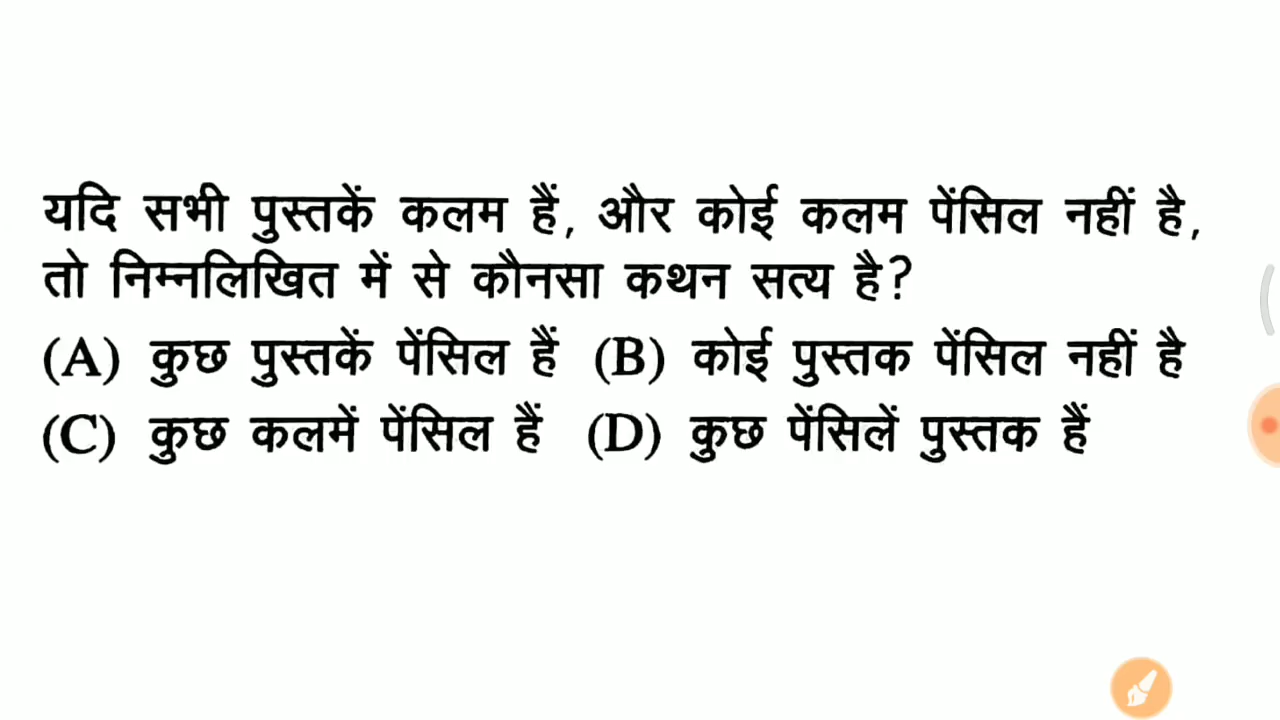 यदि सभी पुस्तकें कलम हैं, और कोई कलम पेंसिल नहीं है,
तो निम्नलिखित में से कौनसा कथन सत्य है?
(A) कुछ पुस्तकें पेंसिल हैं (B) कोई पुस्तक पेंसिल नहीं है
(C) कुछ कलमें पेंसिल हैं (D) कुछ पेंसिलें पुस्तक हैं